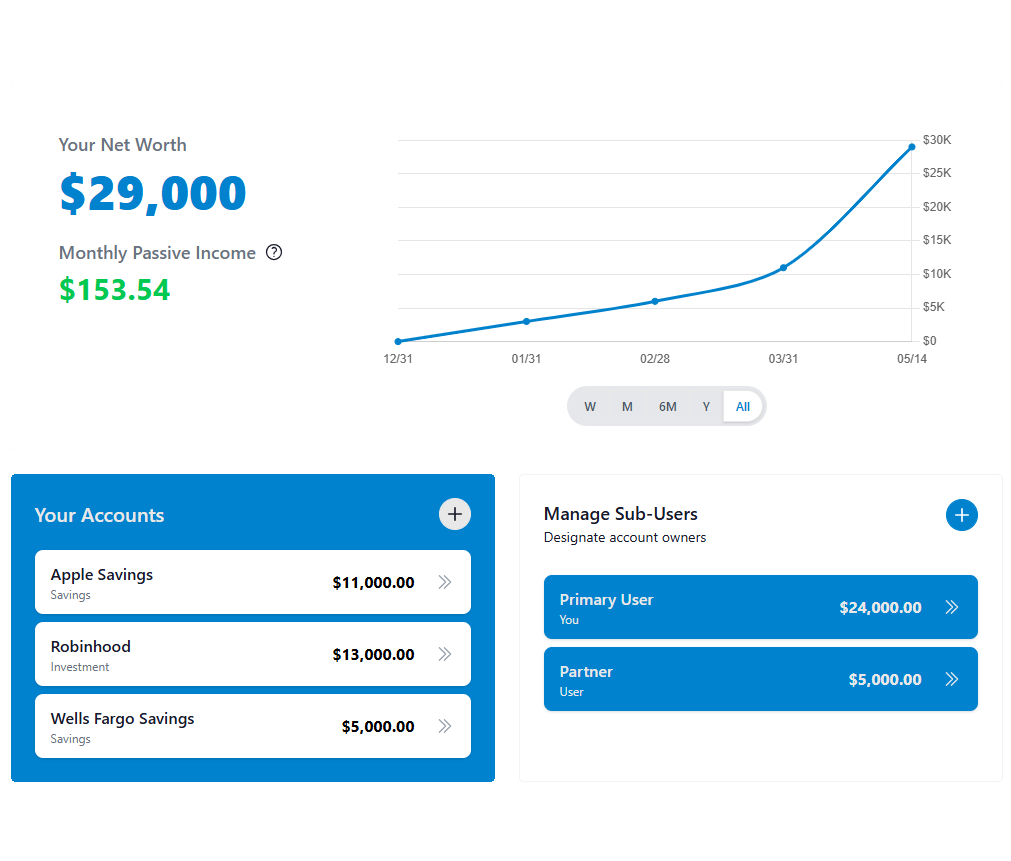 Your Net Worth
$29,000
Monthly Passive Income
$153.54
$30K
$25K
$20K
$15K
$10K
$5K
$0
12/31 01/31 02/28 03/31 05/14
W M 6M Y All
Your Accounts
Apple Savings
Savings
$11,000.00
Robinhood
Investment
$13,000.00
Wells Fargo Savings
Savings
$5,000.00
Manage Sub-Users
Designate account owners
Primary User
You
$24,000.00
Partner
User
$5,000.00